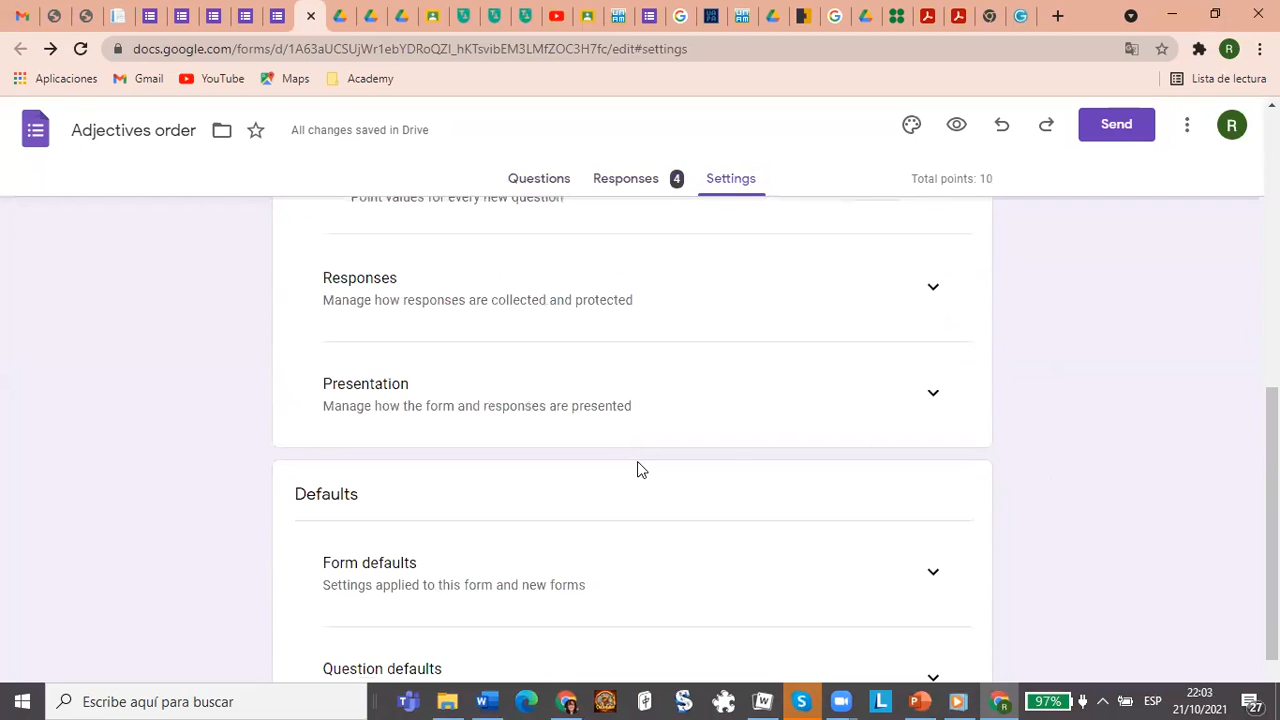 docs.google.com/forms/d/1A63aUCSUjWr1ebYDRoQZI_hKTsvibEM3LMfZOC3H7fc/edit#settings
R
Aplicaciones
Gmail
YouTube
Maps
Academy
Lista de lectura
Adjectives order
All changes saved in Drive
Send
R
Questions
Responses
4
Settings
Total points: 10
Point values for every new question
Responses
Manage how responses are collected and protected
Presentation
Manage how the form and responses are presented
Defaults
Form defaults
Settings applied to this form and new forms
Question defaults
Escribe aquí para buscar
97%
ESP
22:03
21/10/2021
27